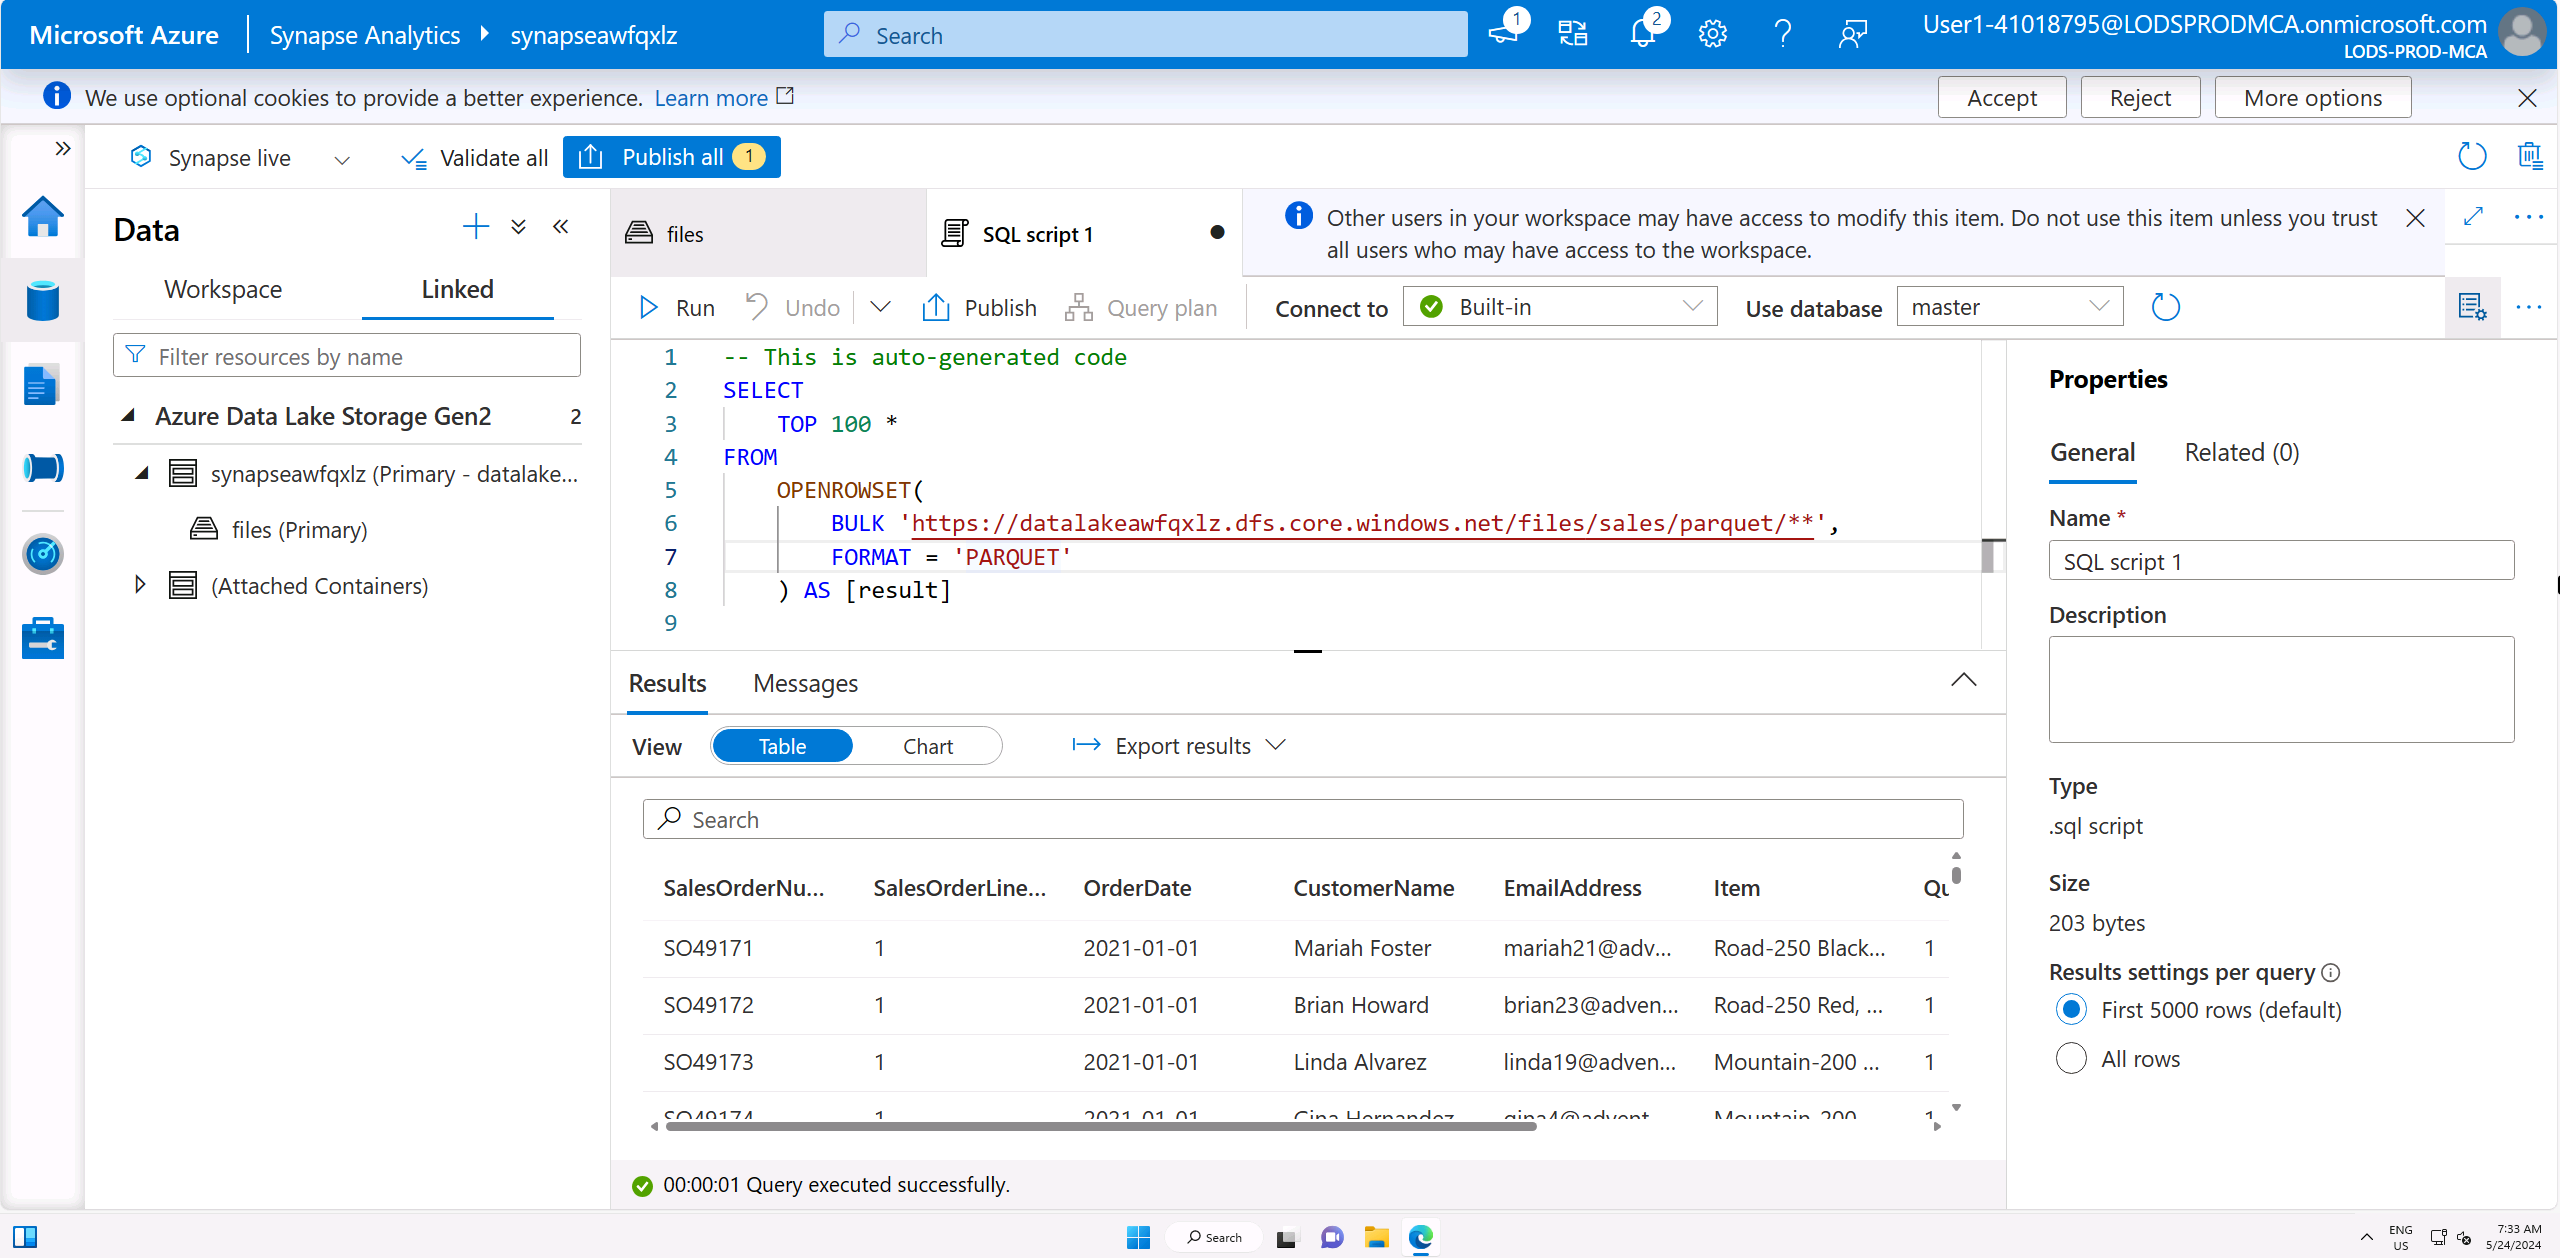 Microsoft Azure
Synapse Analytics
synapseawfqxlz
Search
1
2
User1-41018795@LODSPRODMCA.onmicrosoft.com
LODS-PROD-MCA
We use optional cookies to provide a better experience. Learn more
Accept
Reject
More options
Synapse live
Validate all
Publish all
1
Data
Workspace
Linked
Filter resources by name
Azure Data Lake Storage Gen2
2
synapseawfqxlz (Primary - datalake...
files (Primary)
(Attached Containers)
files
SQL script 1
Other users in your workspace may have access to modify this item. Do not use this item unless you trust
all users who may have access to the workspace.
Run
Undo
Publish
Query plan
Connect to
Built-in
Use database
master
1 -- This is auto-generated code
2 SELECT
3 TOP 100 *
4 FROM
5 OPENROWSET(
6 BULK 'https://datalakeawfqxlz.dfs.core.windows.net/files/sales/parquet/**',
7 FORMAT = 'PARQUET'
8 ) AS [result]
9
Results
Messages
View
Table
Chart
Export results
Search
SalesOrderNu... SalesOrderLine... OrderDate CustomerName EmailAddress Item Qu
SO49171 1 2021-01-01 Mariah Foster mariah21@adv... Road-250 Black... 1
SO49172 1 2021-01-01 Brian Howard brian23@adven... Road-250 Red, ... 1
SO49173 1 2021-01-01 Linda Alvarez linda19@adven... Mountain-200 ... 1
SO49174 1 2021-01-01 Gina Hernandez gina4@advent... Mountain-200 ... 1
00:00:01 Query executed successfully.
Properties
General
Related (0)
Name *
SQL script 1
Description
Type
.sql script
Size
203 bytes
Results settings per query
First 5000 rows (default)
All rows
Search
ENG
US
7:33 AM
5/24/2024